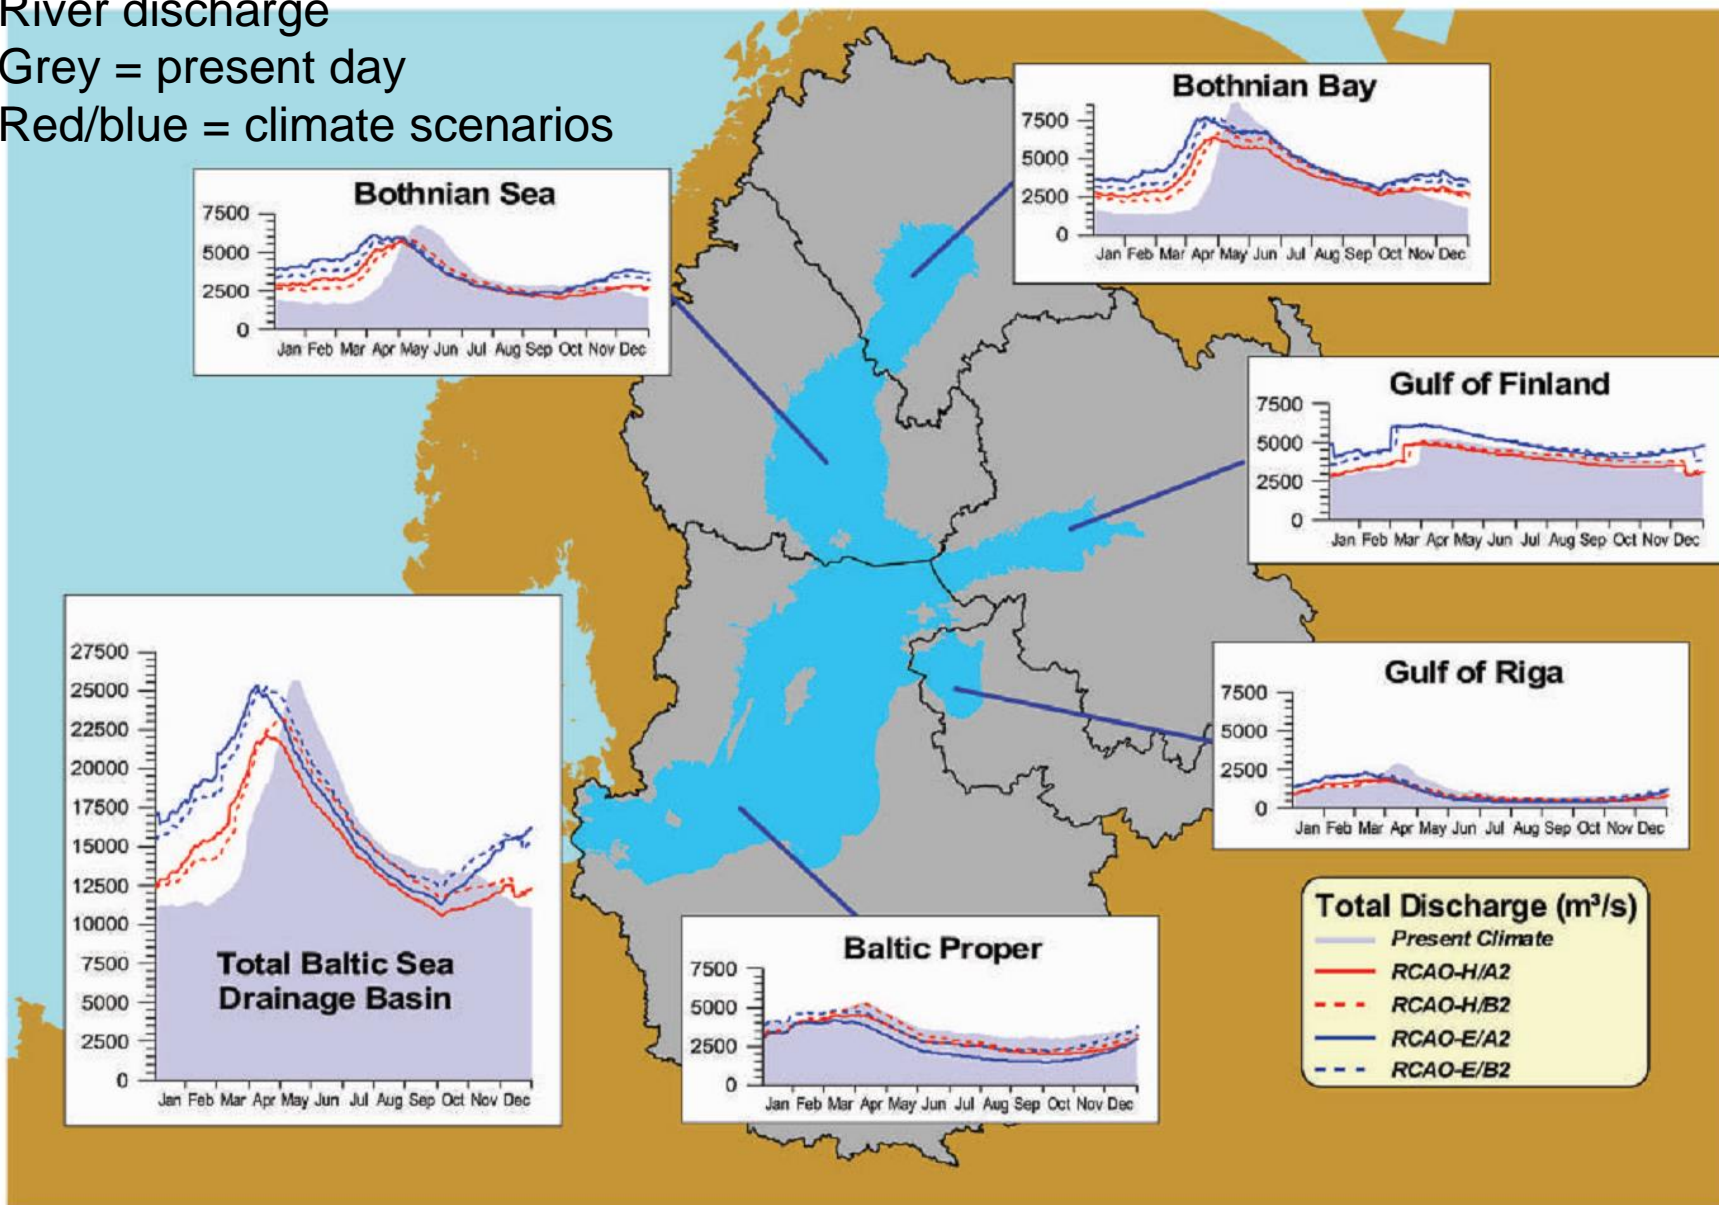 River discharge
Grey = present day
Red/blue = climate scenarios
Bothnian Bay
7500
5000
2500
0
Jan Feb Mar Apr May Jun Jul Aug Sep Oct Nov Dec
Bothnian Sea
7500
5000
2500
0
Jan Feb Mar Apr May Jun Jul Aug Sep Oct Nov Dec
Gulf of Finland
7500
5000
2500
0
Jan Feb Mar Apr May Jun Jul Aug Sep Oct Nov Dec
27500
25000
22500
20000
17500
15000
12500
10000
7500
5000
2500
0
Total Baltic Sea
Drainage Basin
Jan Feb Mar Apr May Jun Jul Aug Sep Oct Nov Dec
Gulf of Riga
7500
5000
2500
0
Jan Feb Mar Apr May Jun Jul Aug Sep Oct Nov Dec
Baltic Proper
7500
5000
2500
0
Jan Feb Mar Apr May Jun Jul Aug Sep Oct Nov Dec
Total Discharge (m³/s)
Present Climate
RCAO-H/A2
RCAO-H/B2
RCAO-E/A2
RCAO-E/B2